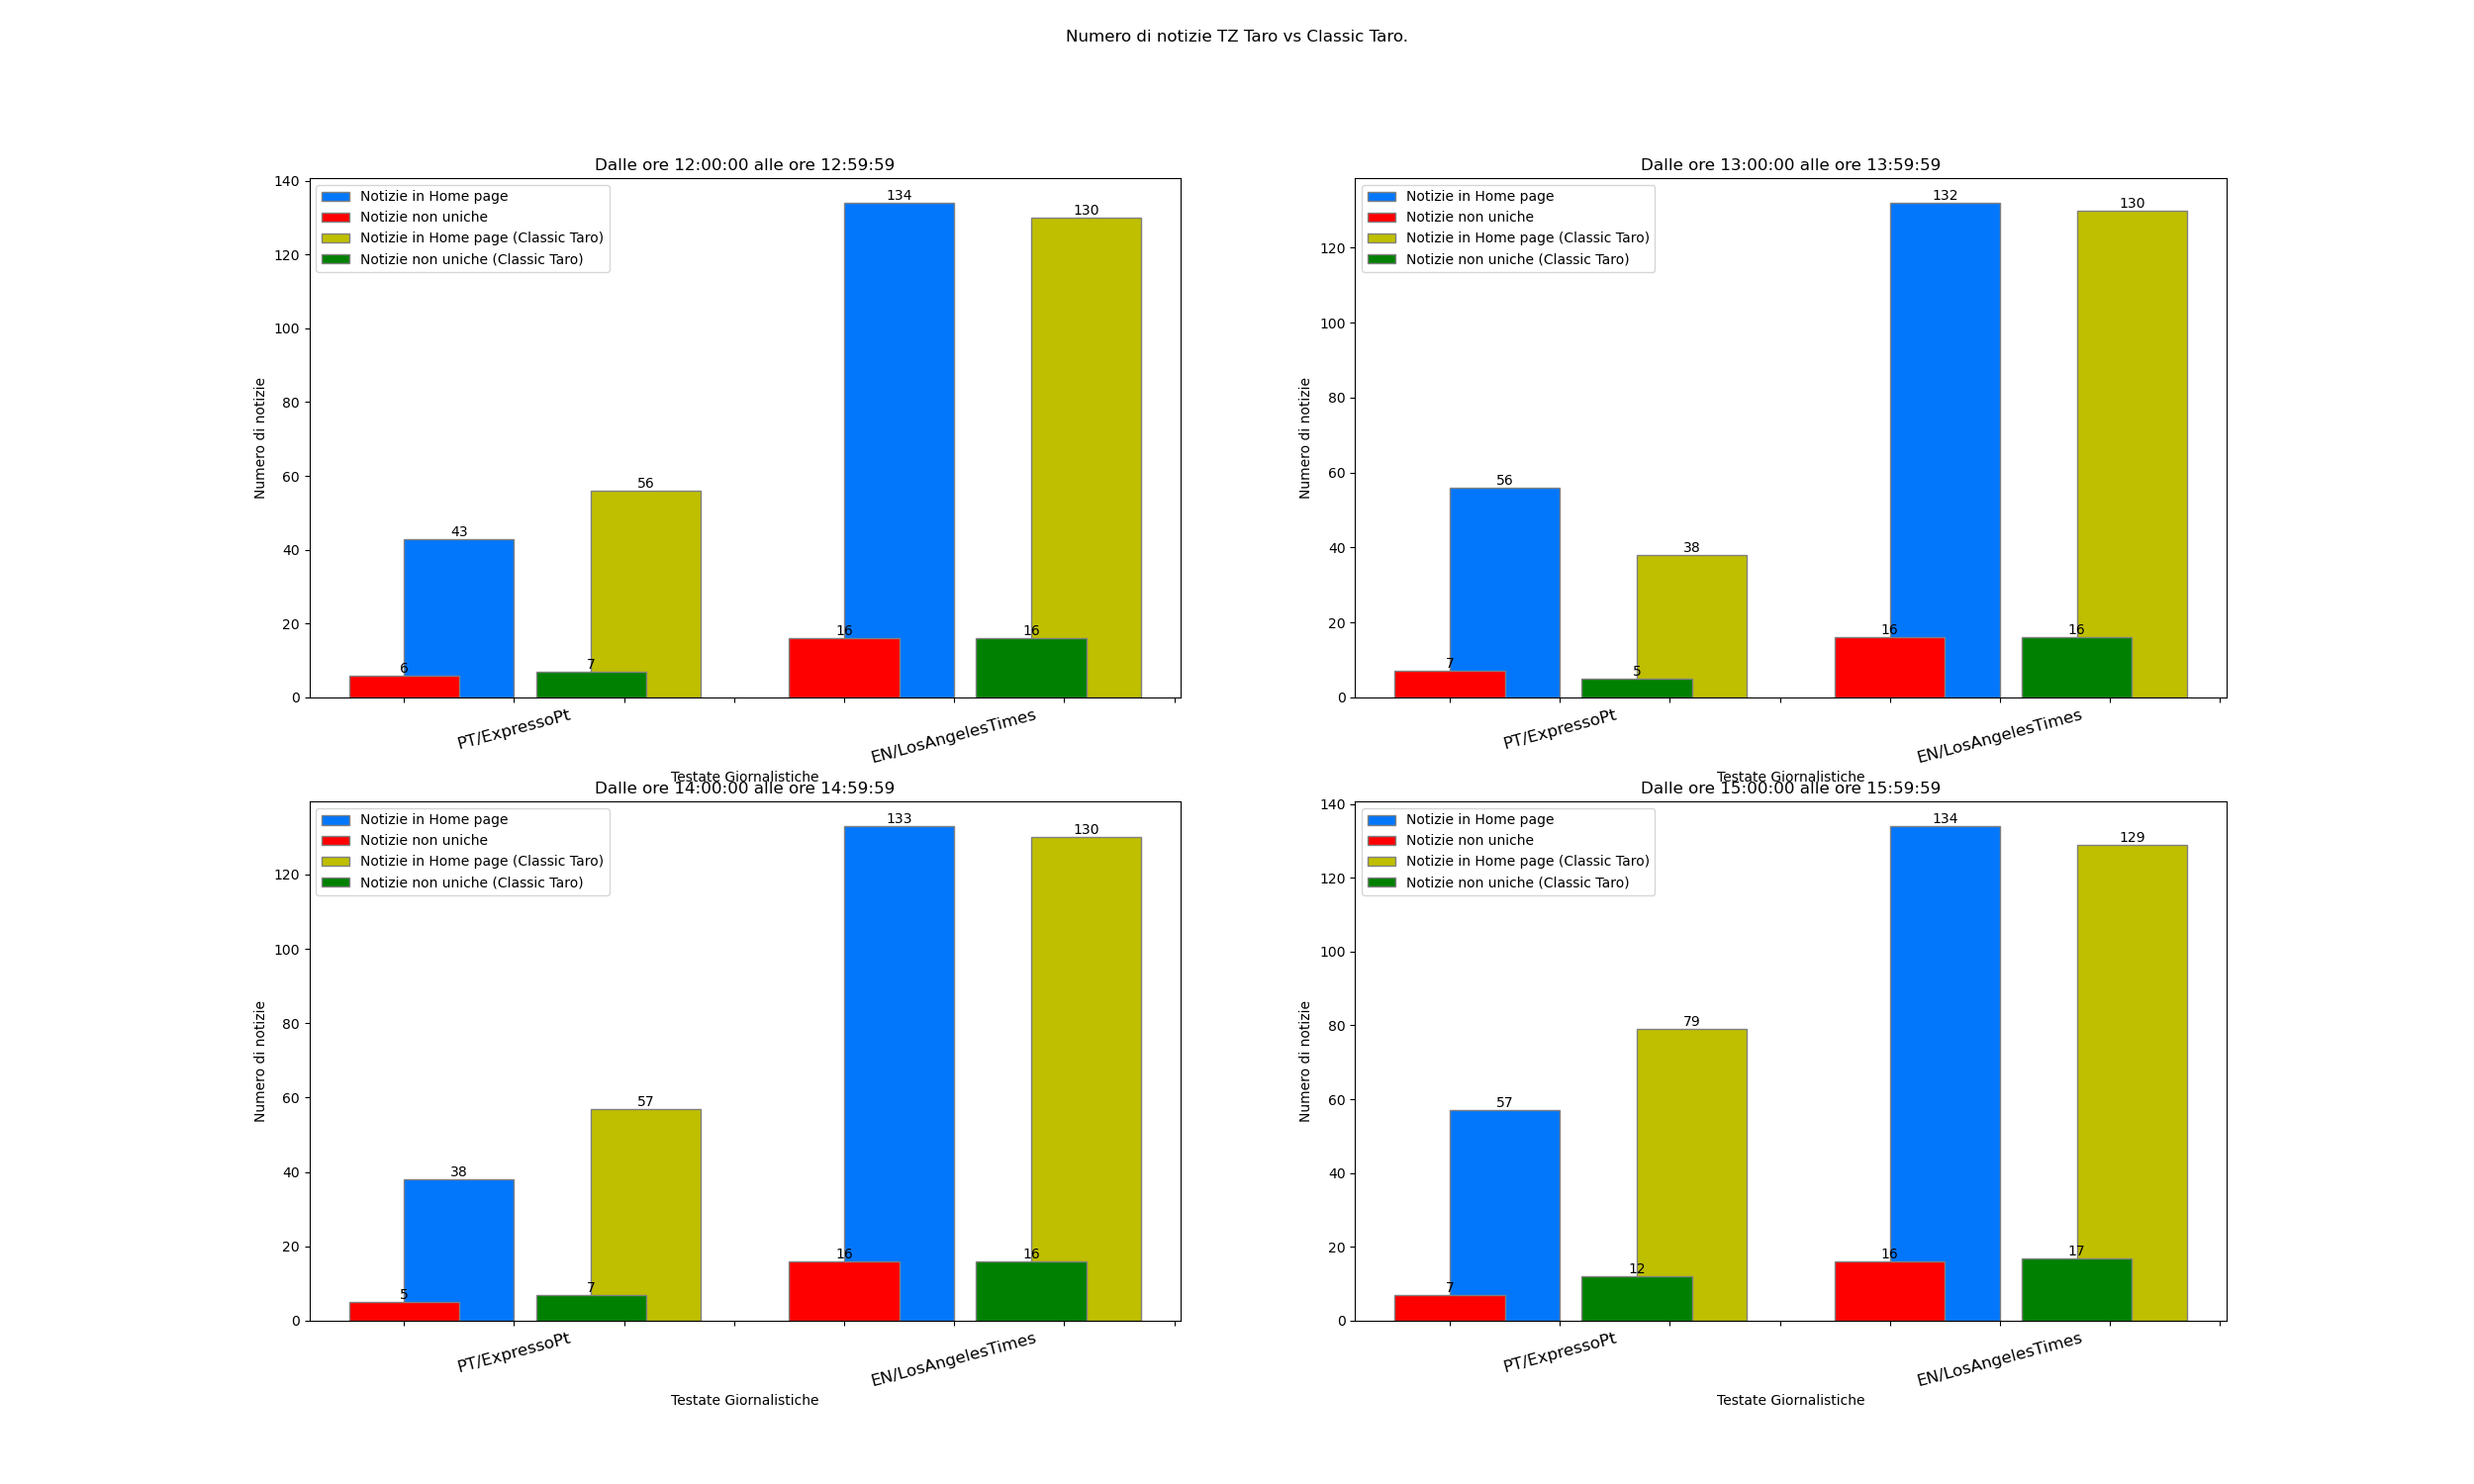 Numero di notizie TZ Taro vs Classic Taro.
Dalle ore 12:00:00 alle ore 12:59:59
Notizie in Home page
Notizie non uniche
Notizie in Home page (Classic Taro)
Notizie non uniche (Classic Taro)
Numero di notizie
140
120
100
80
60
40
20
0
6
43
7
56
16
134
16
130
PT/ExpressoPt
EN/LosAngelesTimes
Testate Giornalistiche
Dalle ore 13:00:00 alle ore 13:59:59
Notizie in Home page
Notizie non uniche
Notizie in Home page (Classic Taro)
Notizie non uniche (Classic Taro)
Numero di notizie
120
100
80
60
40
20
0
7
56
5
38
16
132
16
130
PT/ExpressoPt
EN/LosAngelesTimes
Testate Giornalistiche
Dalle ore 14:00:00 alle ore 14:59:59
Notizie in Home page
Notizie non uniche
Notizie in Home page (Classic Taro)
Notizie non uniche (Classic Taro)
Numero di notizie
120
100
80
60
40
20
0
5
38
7
57
16
133
16
130
PT/ExpressoPt
EN/LosAngelesTimes
Testate Giornalistiche
Dalle ore 15:00:00 alle ore 15:59:59
Notizie in Home page
Notizie non uniche
Notizie in Home page (Classic Taro)
Notizie non uniche (Classic Taro)
Numero di notizie
140
120
100
80
60
40
20
0
7
57
12
79
16
134
17
129
PT/ExpressoPt
EN/LosAngelesTimes
Testate Giornalistiche